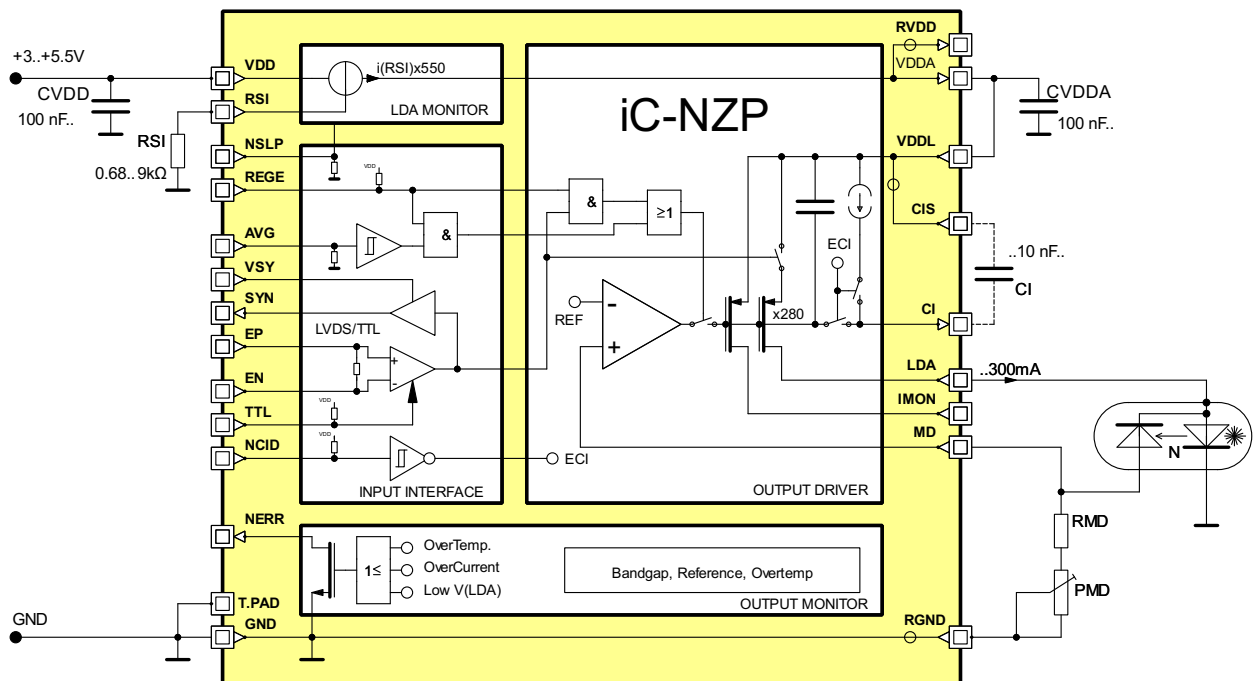 +3..+5.5V
CVDD
100 nF..
RSI
0.68..9kΩ
VDD
RSI
NSLP
REGE
AVG
VSY
SYN
EP
EN
TTL
NCID
NERR
T.PAD
GND
GND
i(RSI)x550
LDA MONITOR
VDD
&
LVDS/TTL
+
-
VDD
VDD
ECI
INPUT INTERFACE
iC-NZP
&
≥1
ECI
REF
-
+
x280
OUTPUT DRIVER
1≤
OverTemp.
OverCurrent
Low V(LDA)
Bandgap, Reference, Overtemp
OUTPUT MONITOR
RVDD
VDDA
VDDL
CIS
CI
LDA
IMON
MD
RGND
CVDDA
100 nF..
..10 nF..
CI
..300mA
N
RMD
PMD